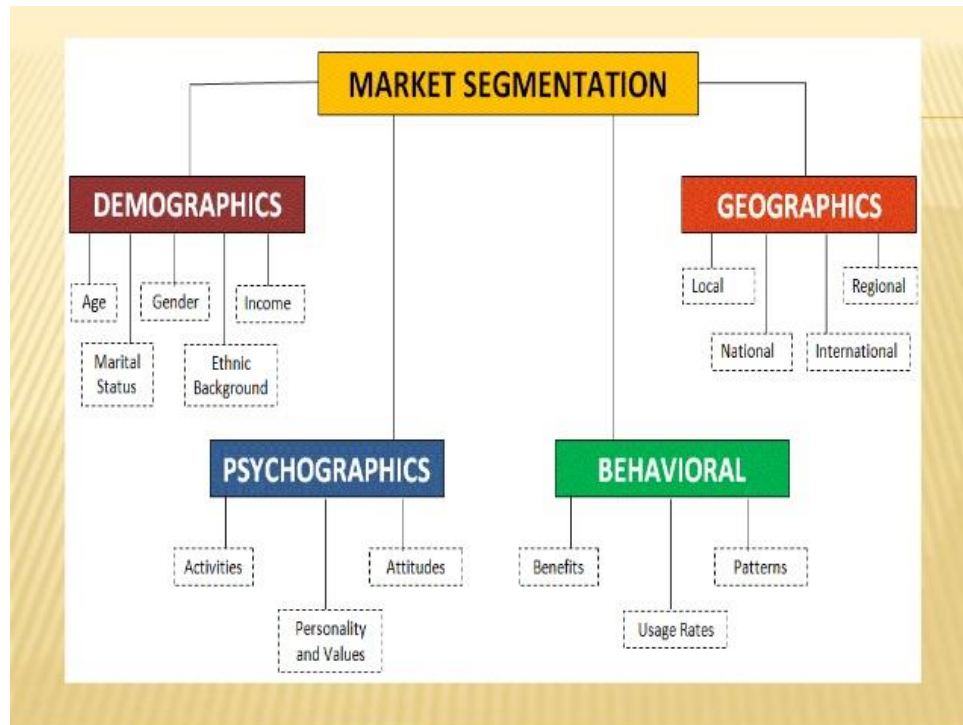 MARKET SEGMENTATION
DEMOGRAPHICS
GEOGRAPHICS
Age
Gender
Income
Marital
Status
Ethnic
Background
Local
Regional
National
International
PSYCHOGRAPHICS
BEHAVIORAL
Activities
Attitudes
Personality
and Values
Benefits
Patterns
Usage Rates